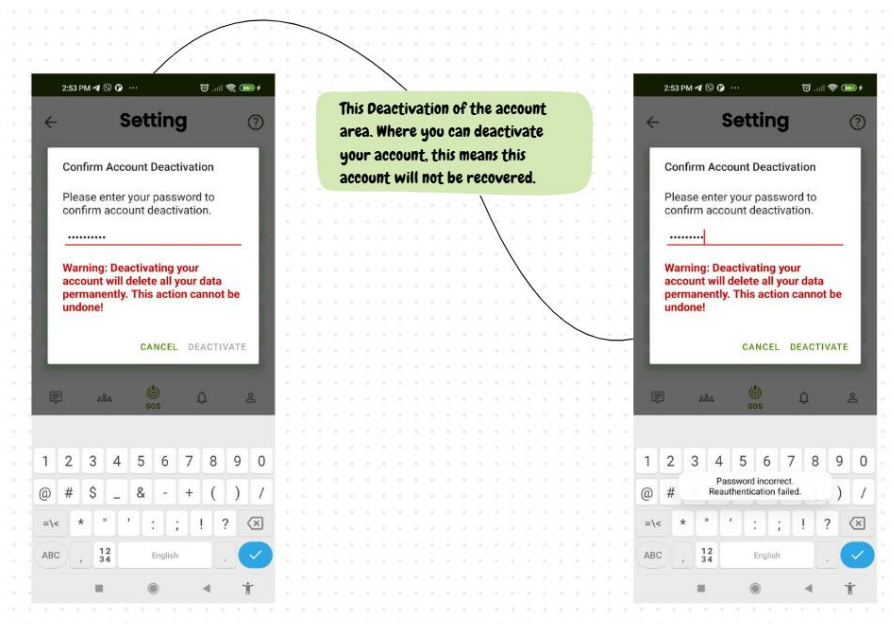 2:53 PM
Setting
Confirm Account Deactivation
Please enter your password to
confirm account deactivation.
Warning: Deactivating your
account will delete all your data
permanently. This action cannot be
undone!
CANCEL DEACTIVATE
SOS
1 2 3 4 5 6 7 8 9 0
@ # $ _ & - + ( ) /
=\< * " ' : ; ! ?
ABC , 12 34 English .
This Deactivation of the account
area. Where you can deactivate
your account, this means this
account will not be recovered.
2:53 PM
Setting
Confirm Account Deactivation
Please enter your password to
confirm account deactivation.
Warning: Deactivating your
account will delete all your data
permanently. This action cannot be
undone!
CANCEL DEACTIVATE
SOS
1 2 3 4 5 6 7 8 9 0
Password incorrect.
Reauthentication failed.
@ # ) /
=\< * " ' : ; ! ?
ABC , 12 34 English .